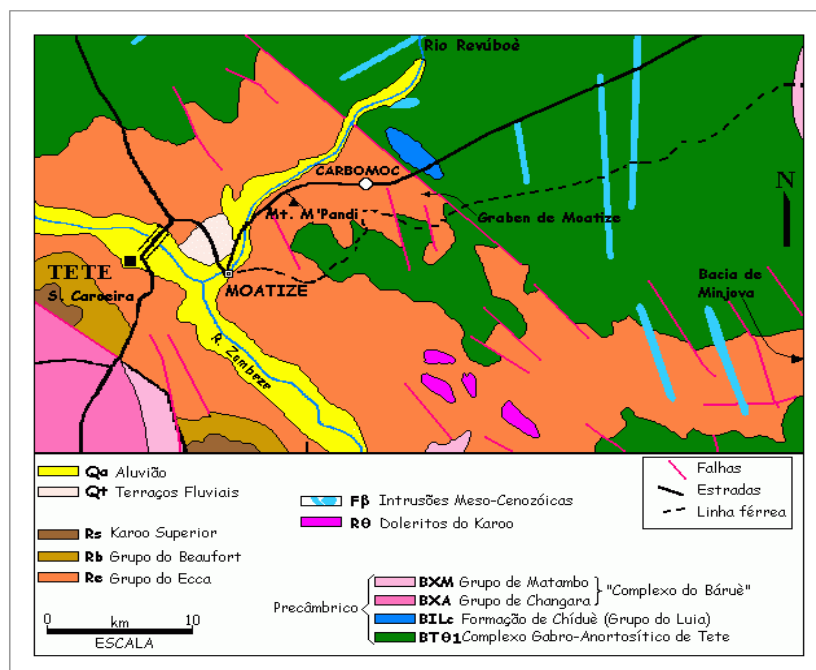 Rio Revúboè
CARBOMOC
N
Mt. M'Pandi
Graben de Moatize
TETE
Bacia de
Minjova
S. Caroeira
MOATIZE
R. Zambeze
Qa Aluvião
Qt Terraços Fluviais
Rs Karoo Superior
Rb Grupo do Beaufort
Re Grupo do Ecca
Fβ Intrusões Meso-Cenozóicas
Rθ Doleritos do Karoo
Falhas
Estradas
Linha férrea
Precâmbrico
BXM Grupo de Matambo
BXA Grupo de Changara
"Complexo do Báruè"
BILc Formação de Chíduè (Grupo do Luia)
BTθ1 Complexo Gabro-Anortosítico de Tete
0 km 10
ESCALA